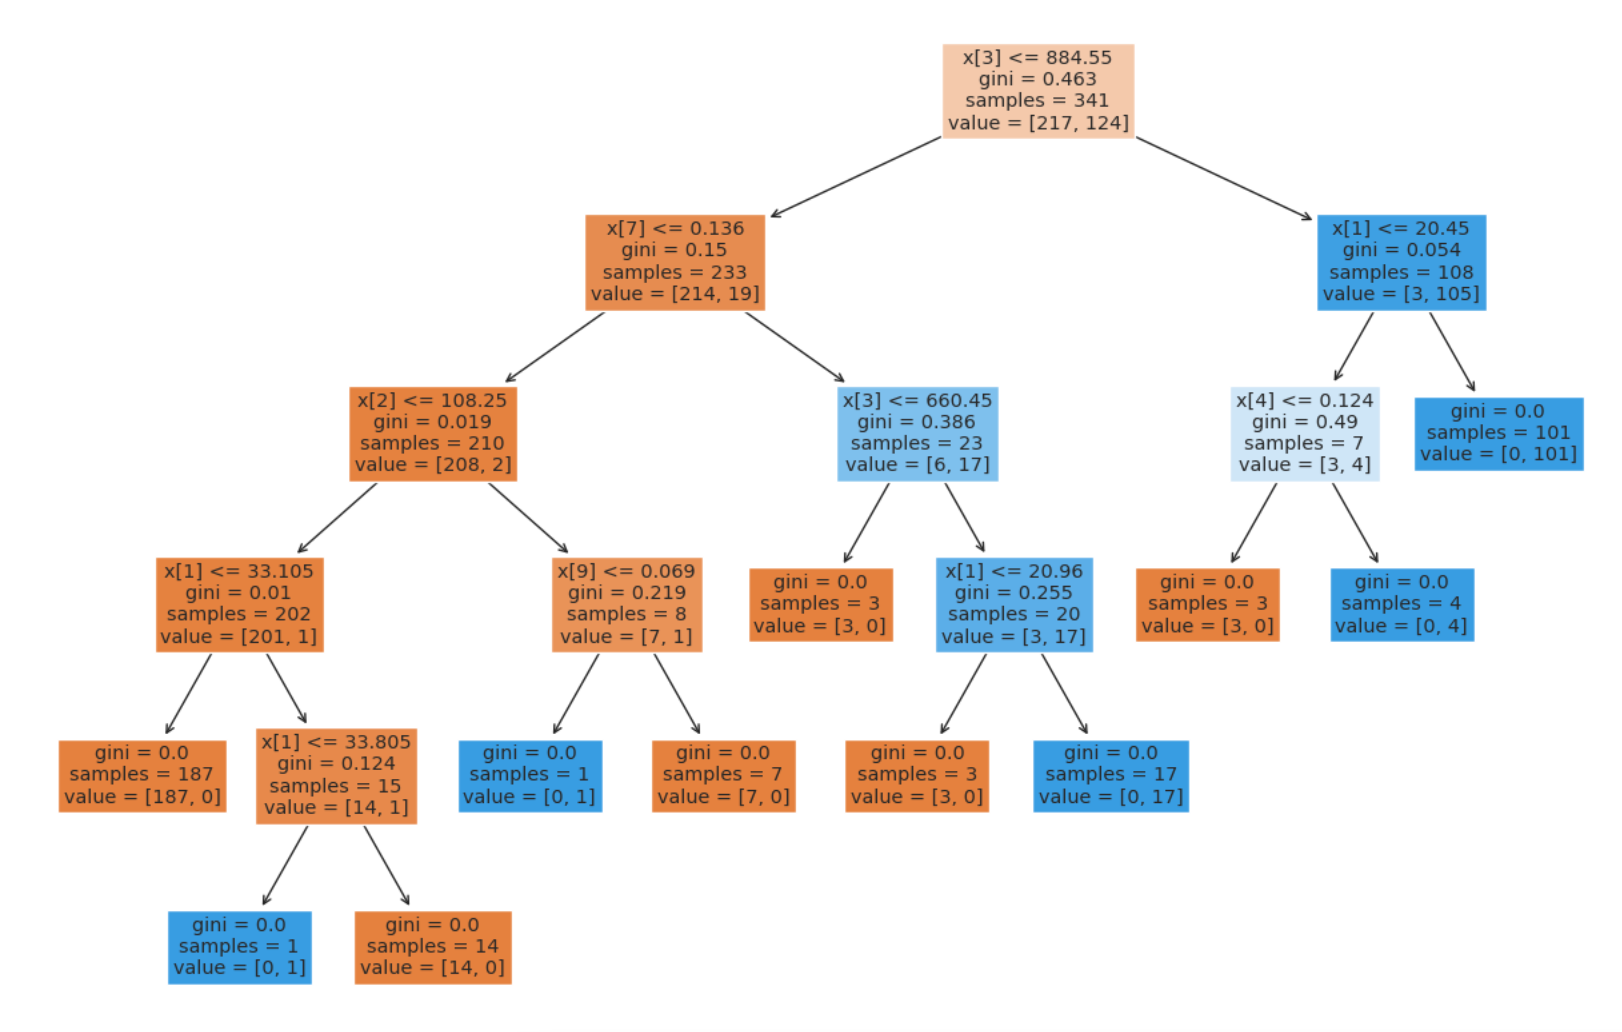 x[3] <= 884.55
gini = 0.463
samples = 341
value = [217, 124]
x[7] <= 0.136
gini = 0.15
samples = 233
value = [214, 19]
x[1] <= 20.45
gini = 0.054
samples = 108
value = [3, 105]
x[2] <= 108.25
gini = 0.019
samples = 210
value = [208, 2]
x[3] <= 660.45
gini = 0.386
samples = 23
value = [6, 17]
x[4] <= 0.124
gini = 0.49
samples = 7
value = [3, 4]
gini = 0.0
samples = 101
value = [0, 101]
x[1] <= 33.105
gini = 0.01
samples = 202
value = [201, 1]
x[9] <= 0.069
gini = 0.219
samples = 8
value = [7, 1]
gini = 0.0
samples = 3
value = [3, 0]
x[1] <= 20.96
gini = 0.255
samples = 20
value = [3, 17]
gini = 0.0
samples = 3
value = [3, 0]
gini = 0.0
samples = 4
value = [0, 4]
gini = 0.0
samples = 187
value = [187, 0]
x[1] <= 33.805
gini = 0.124
samples = 15
value = [14, 1]
gini = 0.0
samples = 1
value = [0, 1]
gini = 0.0
samples = 7
value = [7, 0]
gini = 0.0
samples = 3
value = [3, 0]
gini = 0.0
samples = 17
value = [0, 17]
gini = 0.0
samples = 1
value = [0, 1]
gini = 0.0
samples = 14
value = [14, 0]